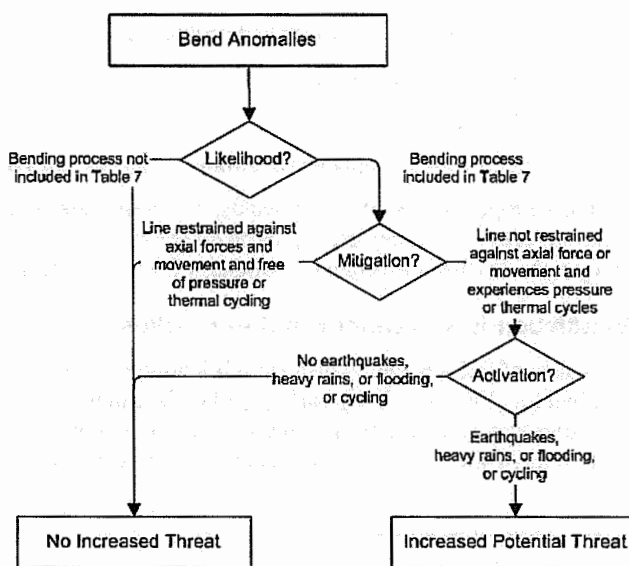 Bend Anomalies
Likelihood?
Bending process not
included in Table 7
Bending process
included in Table 7
Line restrained against
axial forces and
movement and free
of pressure or
thermal cycling
Mitigation?
Line not restrained
against axial force or
movement and
experiences pressure
or thermal cycles
No earthquakes,
heavy rains, or flooding,
or cycling
Activation?
Earthquakes,
heavy rains, or flooding,
or cycling
No Increased Threat
Increased Potential Threat